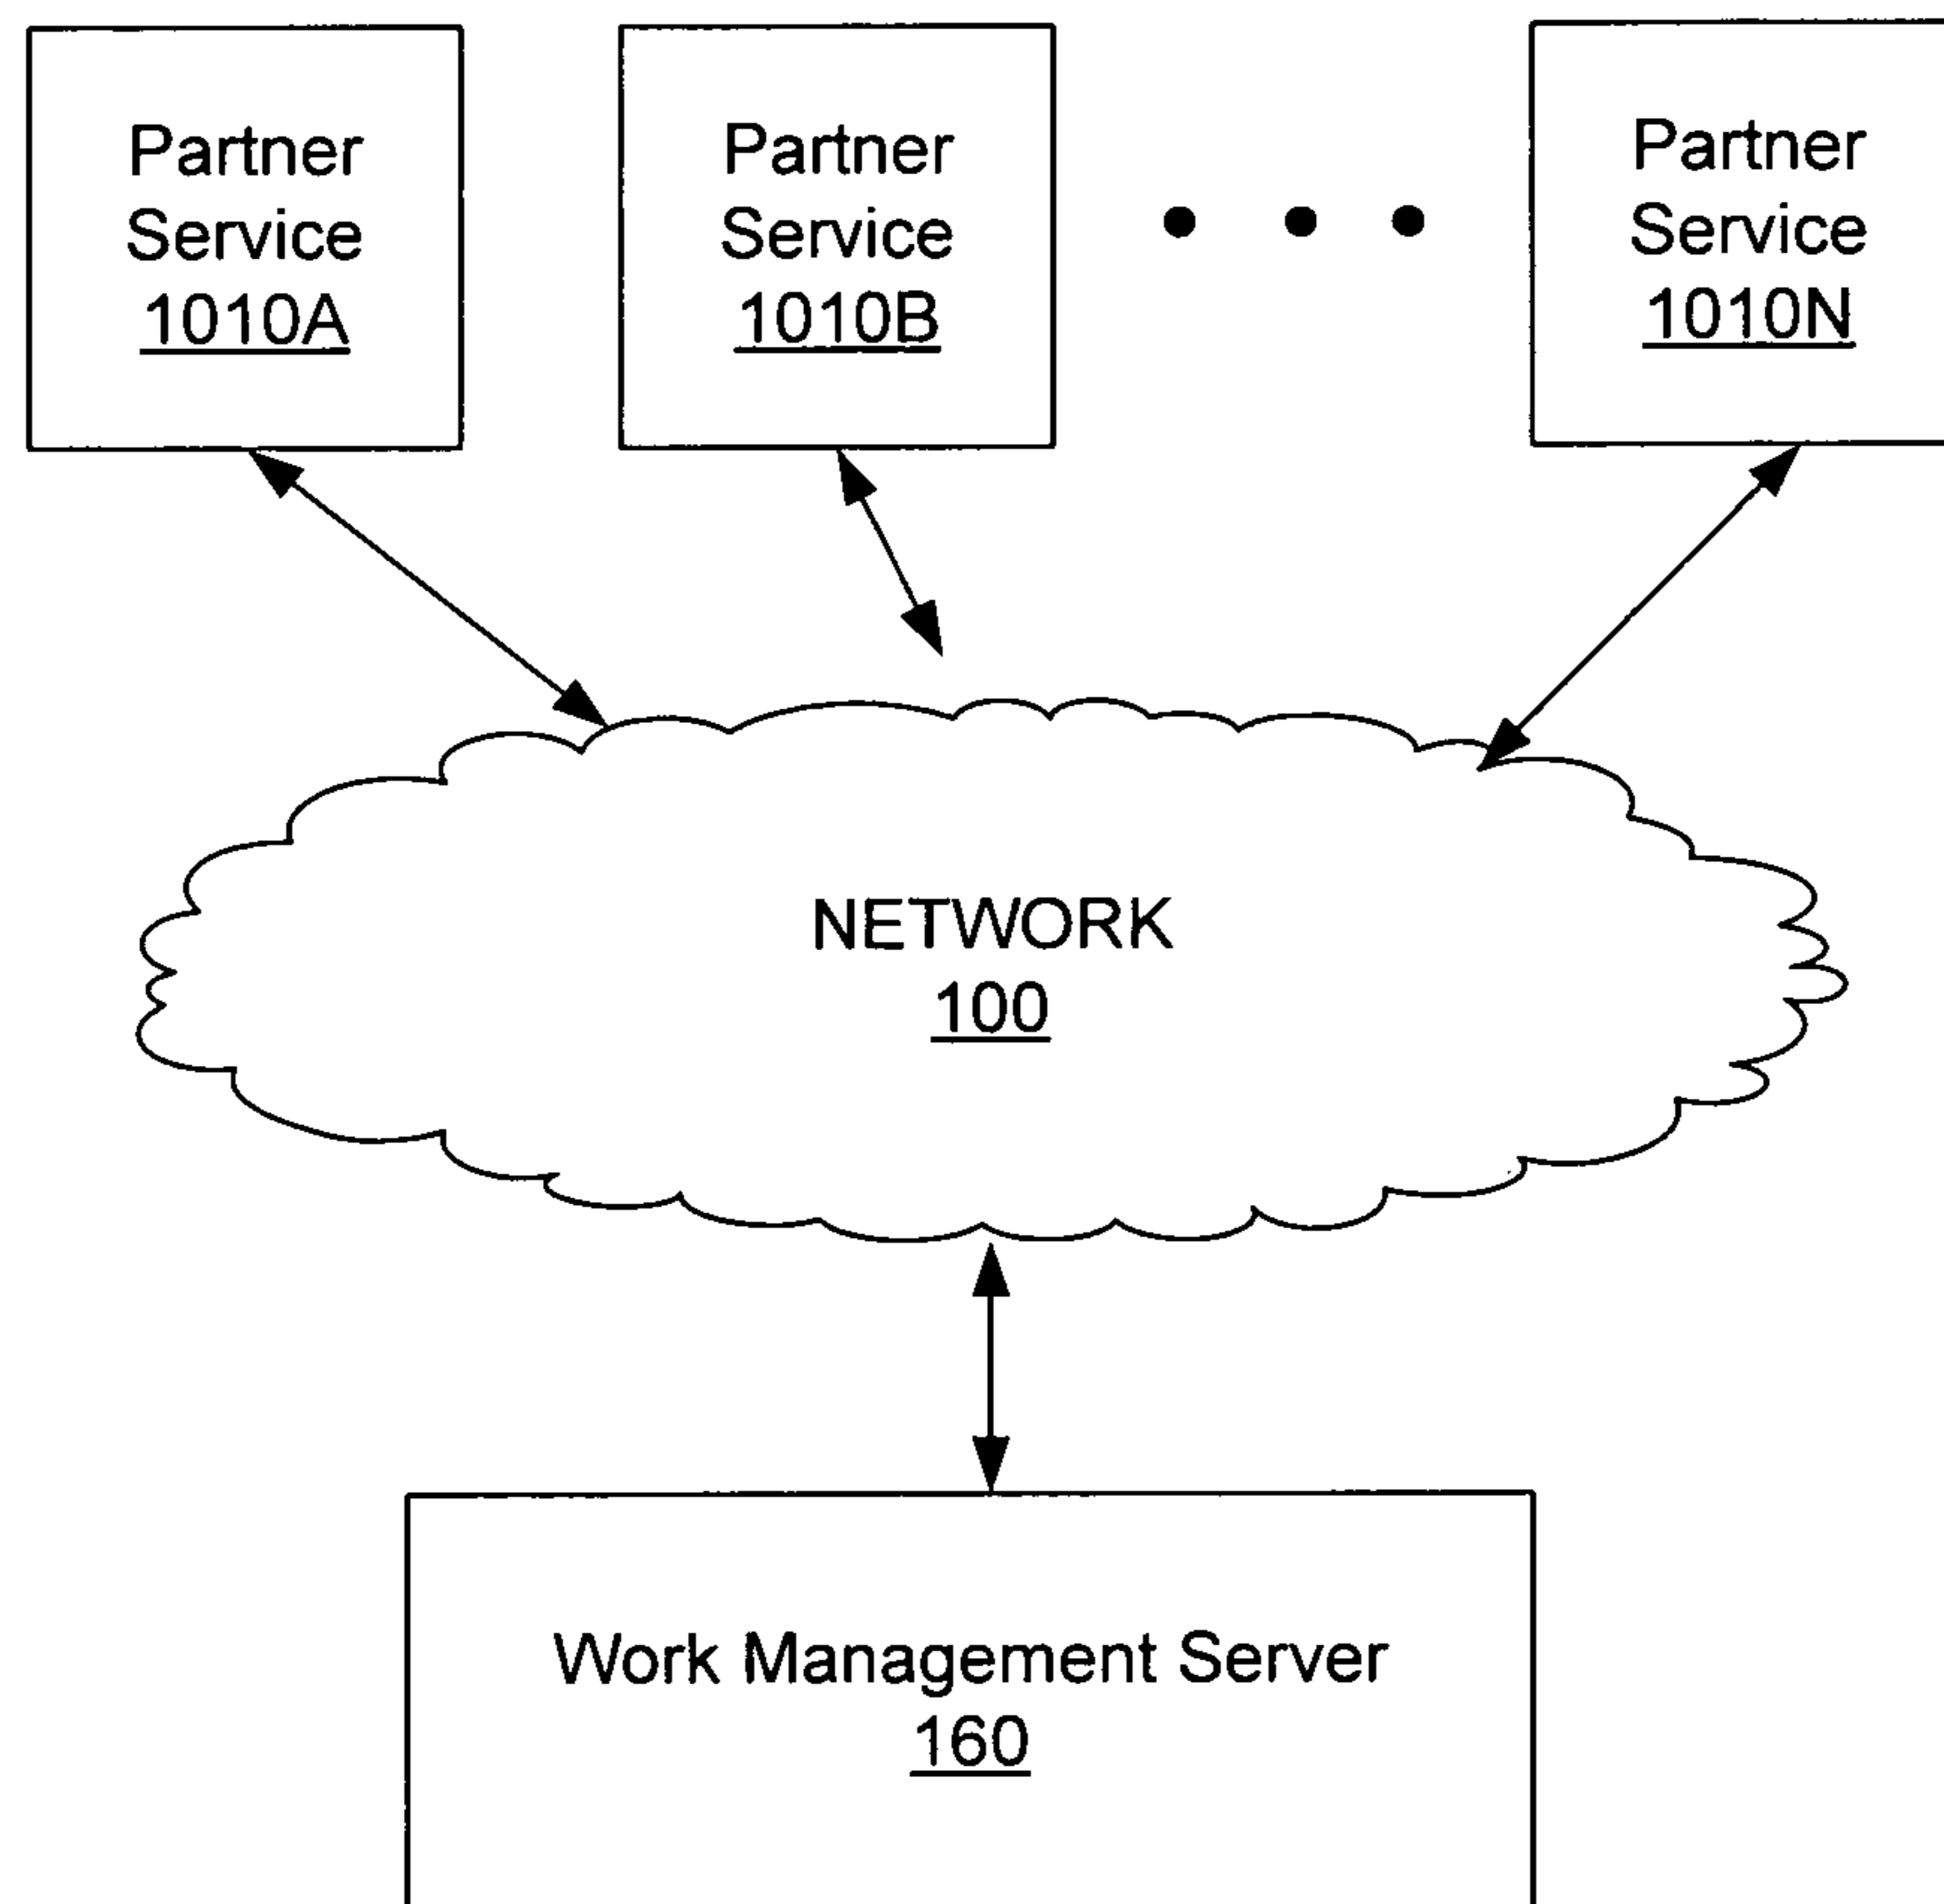 Partner
Service
1010A
Partner
Service
1010B
Partner
Service
1010N
NETWORK
100
Work Management Server
160